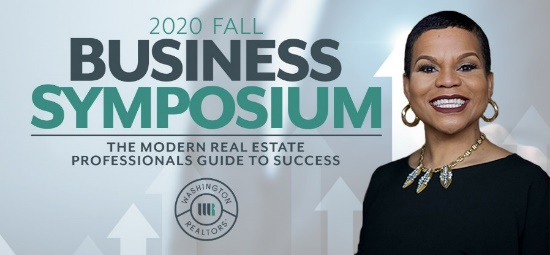 2020 FALL
BUSINESS
SYMPOSIUM
THE MODERN REAL ESTATE
PROFESSIONALS GUIDE TO SUCCESS
WASHINGTON
REALTORS®